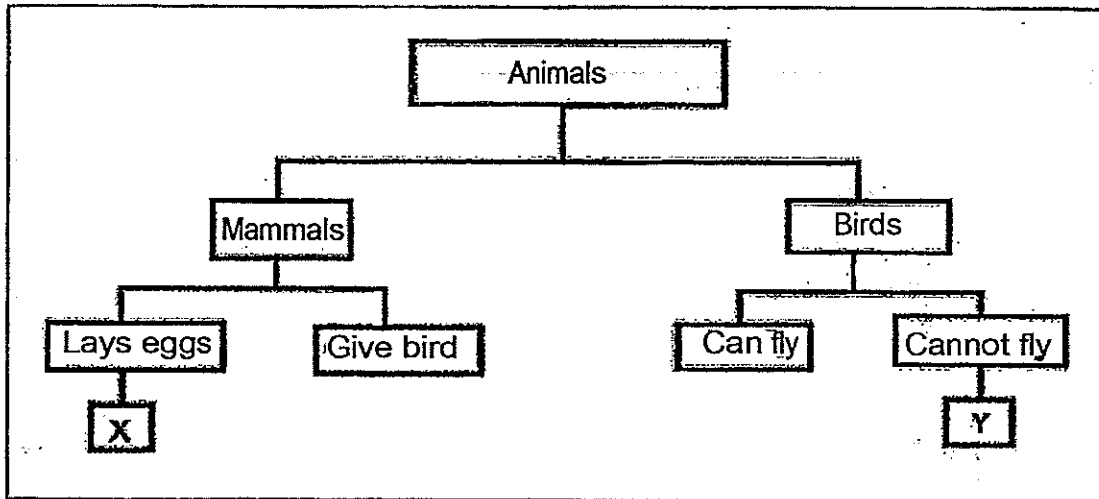 Animals
Mammals
Birds
Lays eggs
Give bird
Can fly
Cannot fly
X
Y